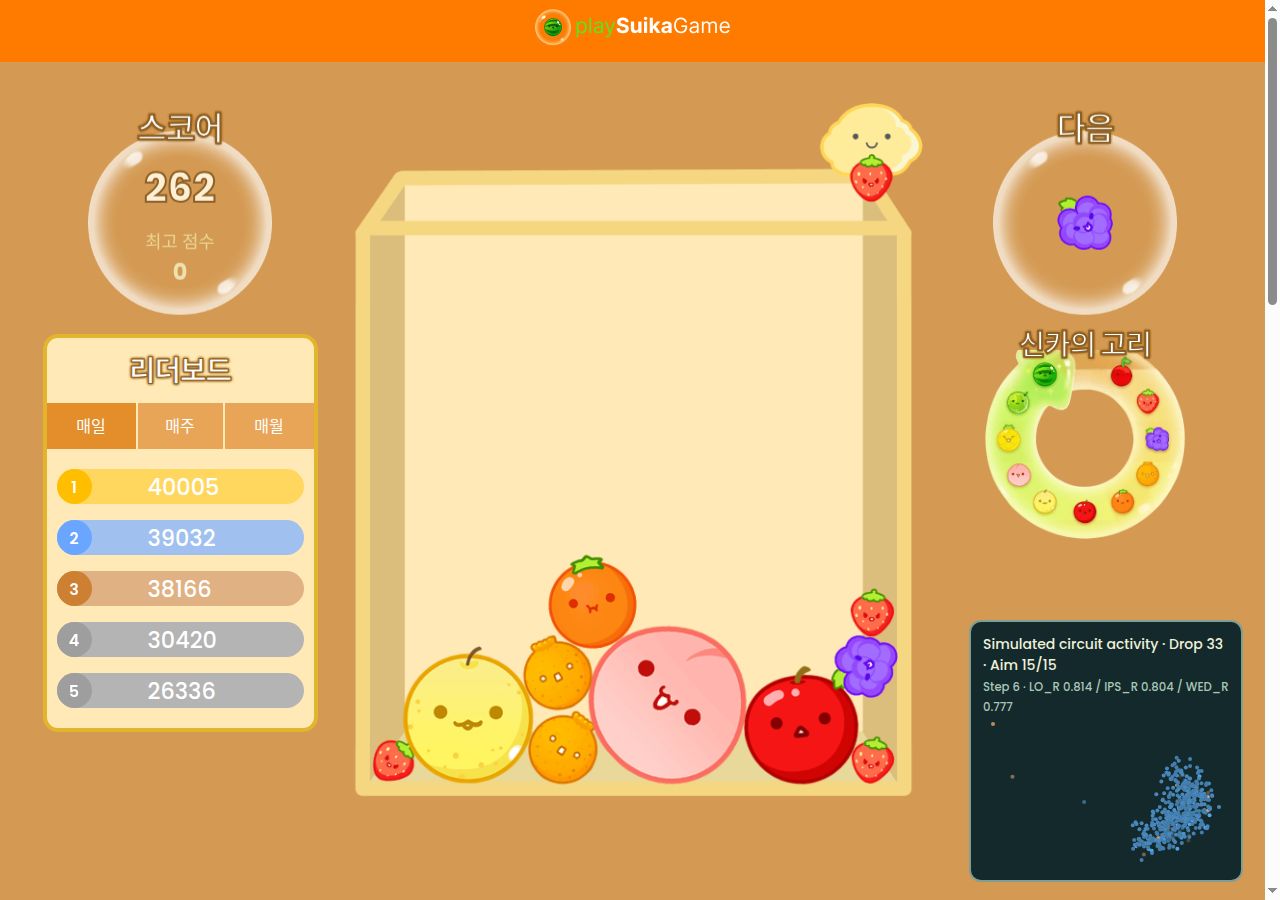 playSuikaGame
스코어
262
최고 점수
0
다음
신카의 고리
리더보드
매일
매주
매월
1 40005
2 39032
3 38166
4 30420
5 26336
Simulated circuit activity · Drop 33
· Aim 15/15
Step 6 · LO_R 0.814 / IPS_R 0.804 / WED_R
0.777